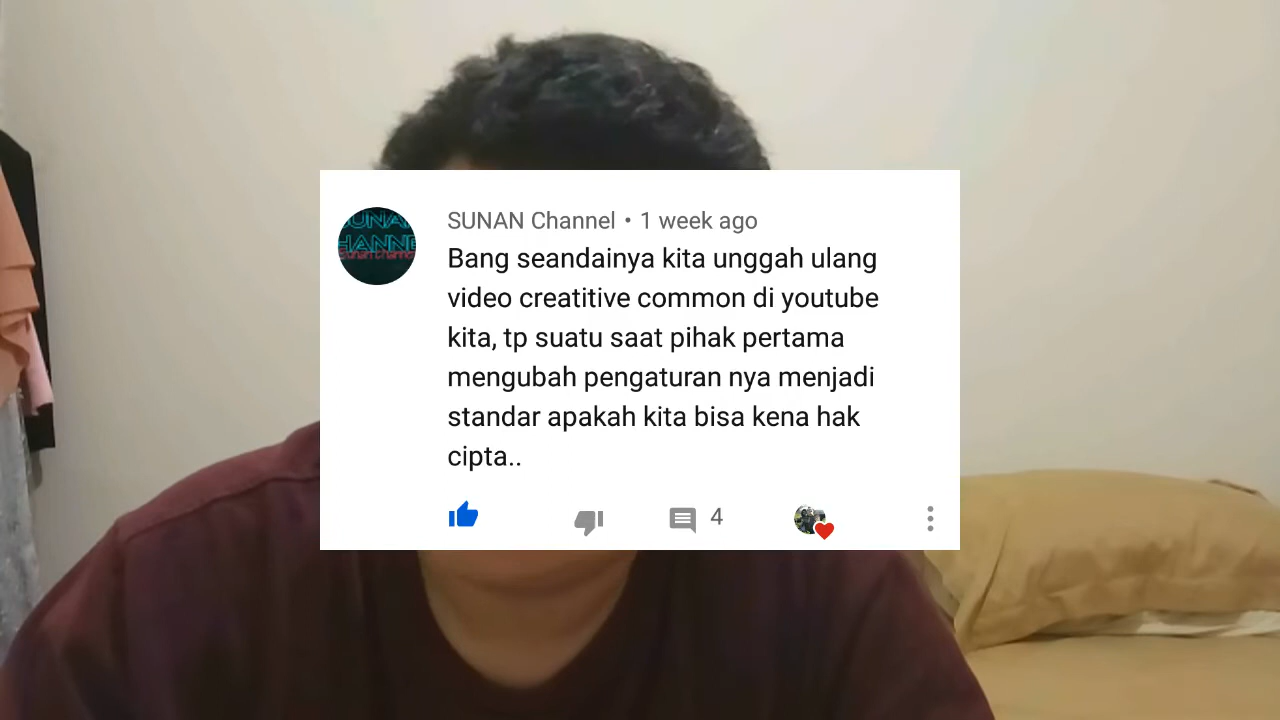 SUNAN Channel • 1 week ago
Bang seandainya kita unggah ulang
video creatitive common di youtube
kita, tp suatu saat pihak pertama
mengubah pengaturan nya menjadi
standar apakah kita bisa kena hak
cipta..
4